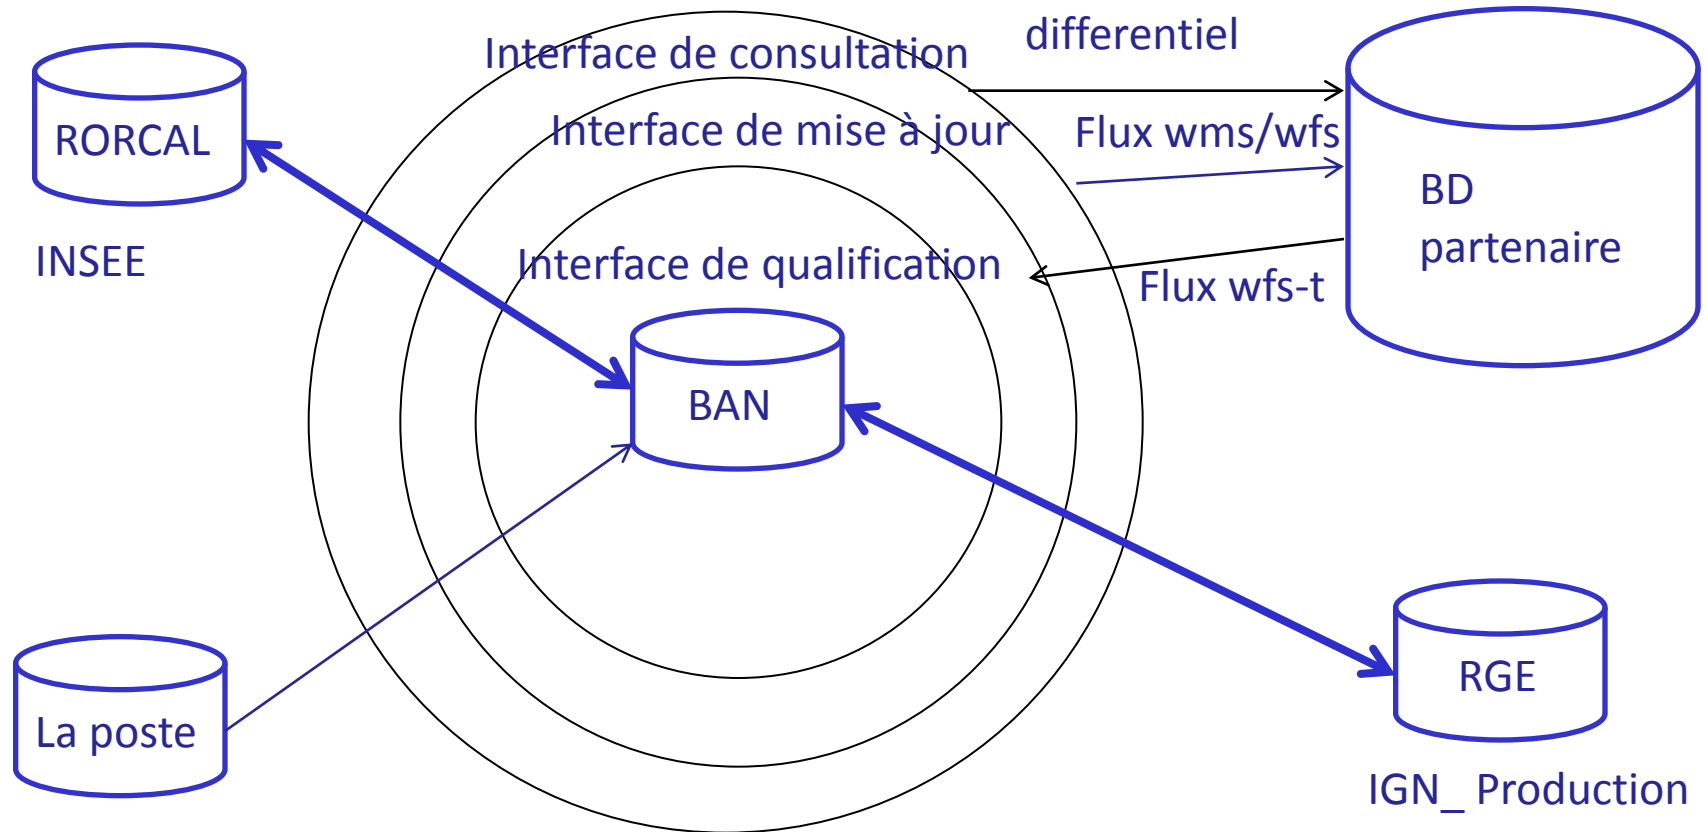 Interface de consultation
differentiel
RORCAL
Interface de mise à jour
Flux wms/wfs
BD
partenaire
INSEE
Interface de qualification
Flux wfs-t
BAN
RGE
La poste
IGN_ Production